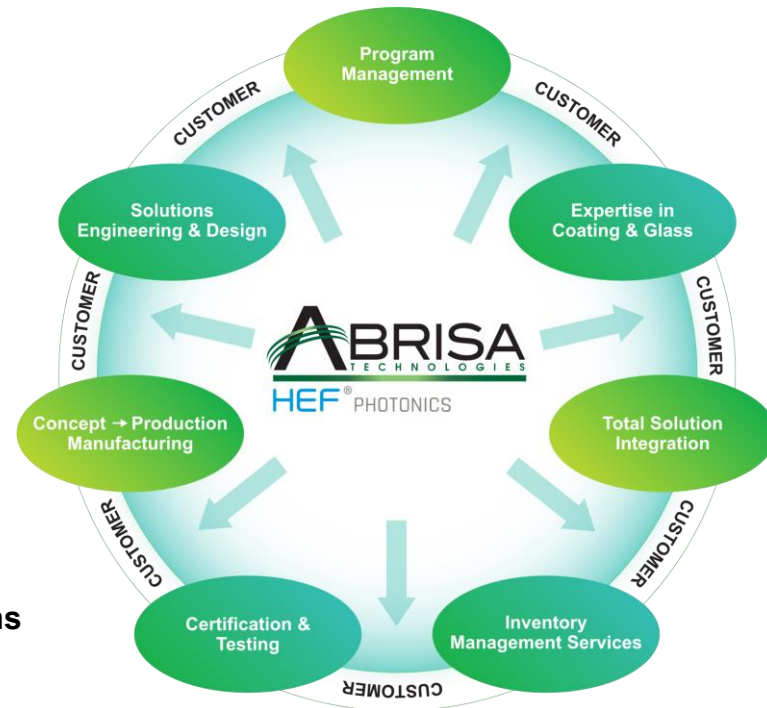 Program
Management
CUSTOMER
CUSTOMER
Solutions
Engineering & Design
Expertise in
Coating & Glass
CUSTOMER
CUSTOMER
ABRISA
TECHNOLOGIES
HEF® PHOTONICS
Concept → Production
Manufacturing
Total Solution
Integration
CUSTOMER
CUSTOMER
ns
Certification &
Testing
Inventory
Management Services
CUSTOMER